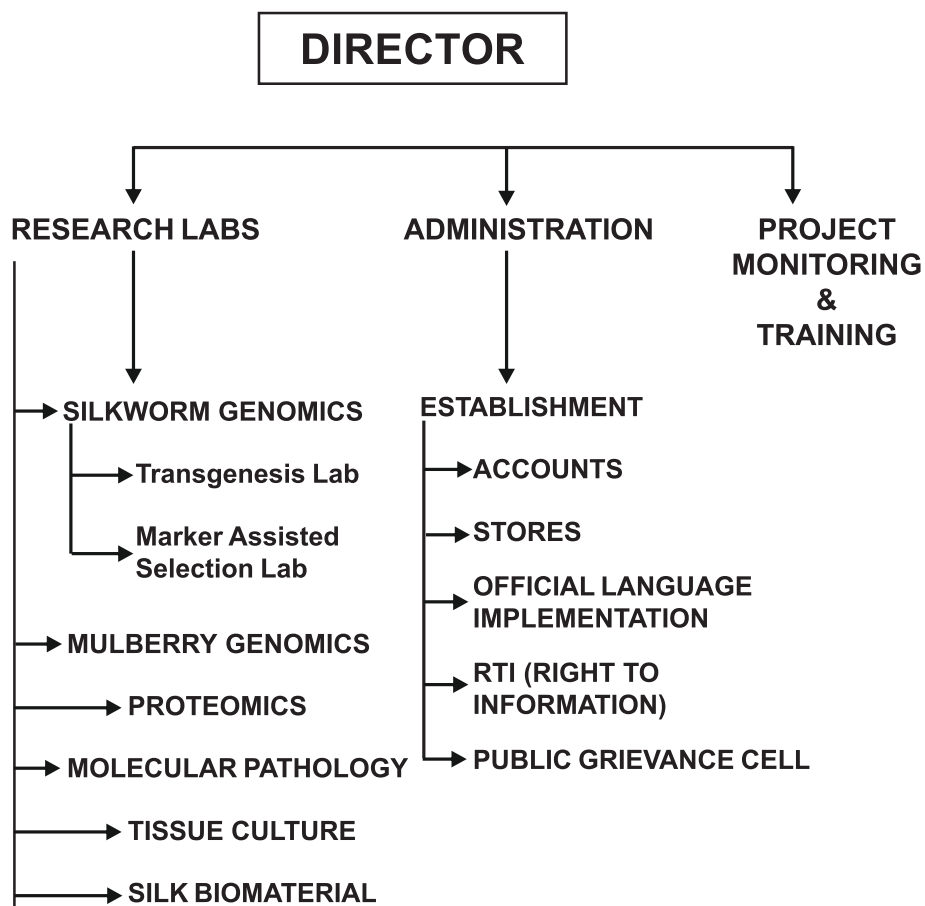 DIRECTOR
RESEARCH LABS
ADMINISTRATION
PROJECT
MONITORING
&
TRAINING
SILKWORM GENOMICS
Transgenesis Lab
Marker Assisted
Selection Lab
MULBERRY GENOMICS
PROTEOMICS
MOLECULAR PATHOLOGY
TISSUE CULTURE
SILK BIOMATERIAL
ESTABLISHMENT
ACCOUNTS
STORES
OFFICIAL LANGUAGE
IMPLEMENTATION
RTI (RIGHT TO
INFORMATION)
PUBLIC GRIEVANCE CELL